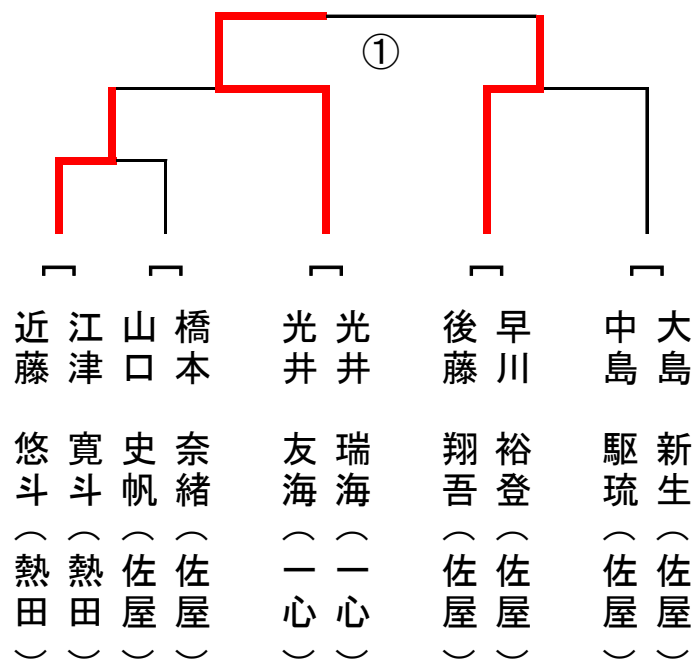 ①
近藤 悠斗（熱田）
江津 寛斗（熱田）
山口 史帆（佐屋）
橋本 奈緒（佐屋）
光井 友海（一心）
光井 瑞海（一心）
後藤 翔吾（佐屋）
早川 裕登（佐屋）
中島 駆琉（佐屋）
大島 新生（佐屋）